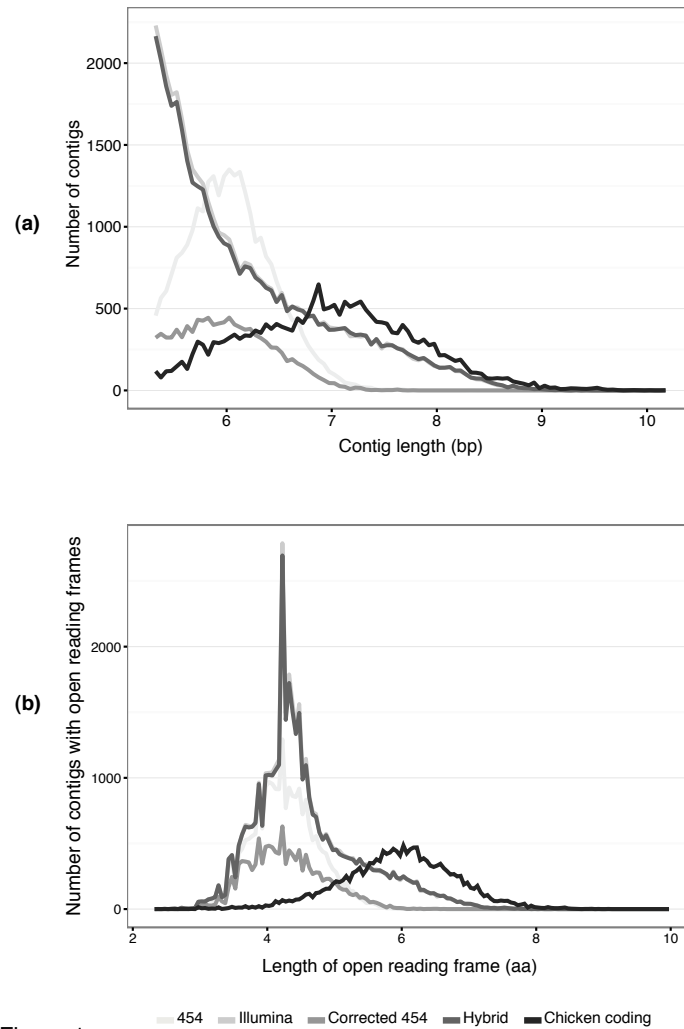 2000
1500
1000
500
0
Number of contigs
(a)
6
7
8
9
10
Contig length (bp)
2000
1000
0
Number of contigs with open reading frames
(b)
2
4
6
8
10
Length of open reading frame (aa)
454 Illumina Corrected 454 Hybrid Chicken coding